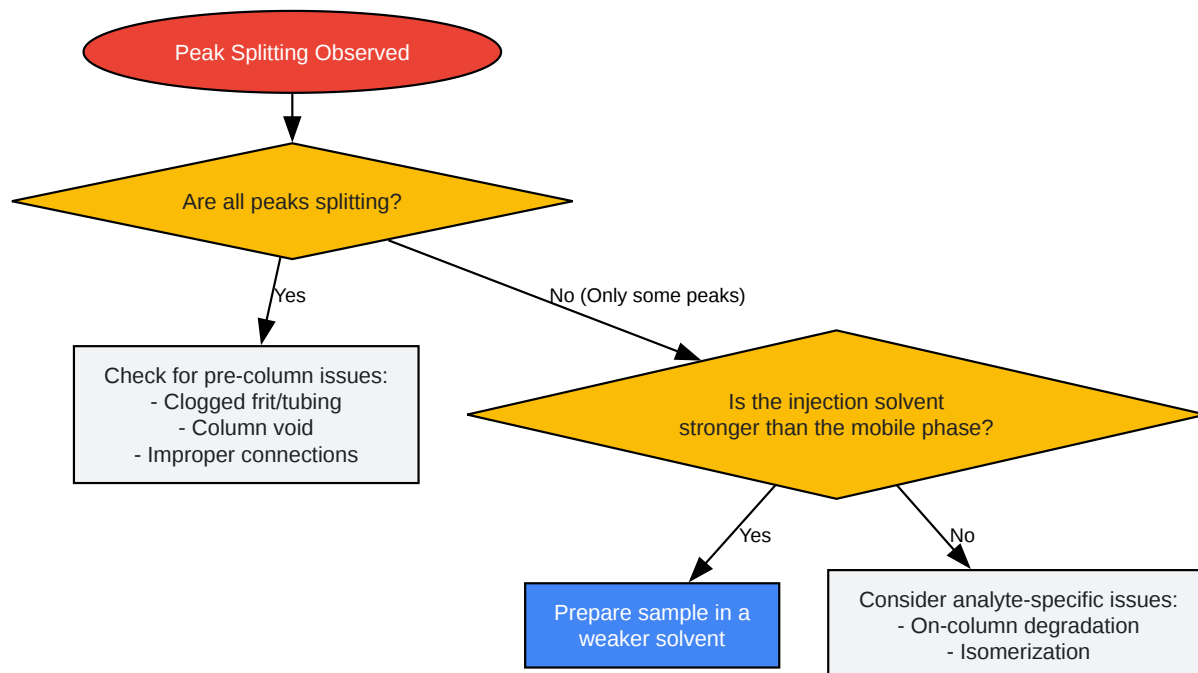 Peak Splitting Observed
Are all peaks splitting?
Yes
No (Only some peaks)
Check for pre-column issues:
- Clogged frit/tubing
- Column void
- Improper connections
Is the injection solvent
stronger than the mobile phase?
Yes
No
Prepare sample in a
weaker solvent
Consider analyte-specific issues:
- On-column degradation
- Isomerization